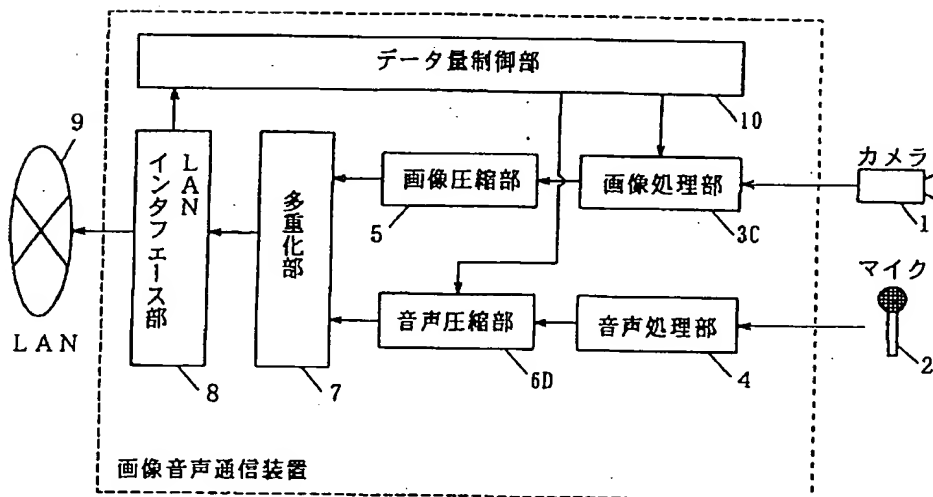 データ量制御部
10
9
LAN
インタフェース部
多重化部
画像圧縮部
画像処理部
カメラ
5
3C
1
マイク
音声圧縮部
音声処理部
LAN
8
7
6D
4
2
画像音声通信装置